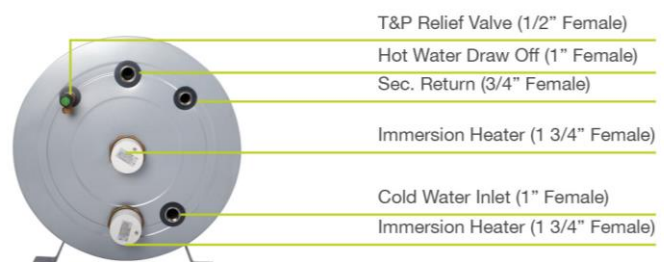 T&P Relief Valve (1/2” Female)
Hot Water Draw Off (1” Female)
Sec. Return (3/4” Female)
Immersion Heater (1 3/4” Female)
Cold Water Inlet (1” Female)
Immersion Heater (1 3/4” Female)